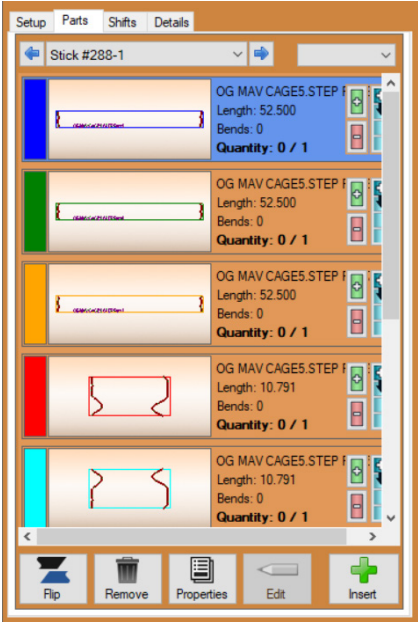 Setup Parts Shifts Details
Stick #288-1
OG MAV CAGE5.STEP
Length: 52.500
Bends: 0
Quantity: 0 / 1
OG MAV CAGE5.STEP
Length: 52.500
Bends: 0
Quantity: 0 / 1
OG MAV CAGE5.STEP
Length: 52.500
Bends: 0
Quantity: 0 / 1
OG MAV CAGE5.STEP
Length: 10.791
Bends: 0
Quantity: 0 / 1
OG MAV CAGE5.STEP
Length: 10.791
Bends: 0
Quantity: 0 / 1
Flip Remove Properties Edit Insert